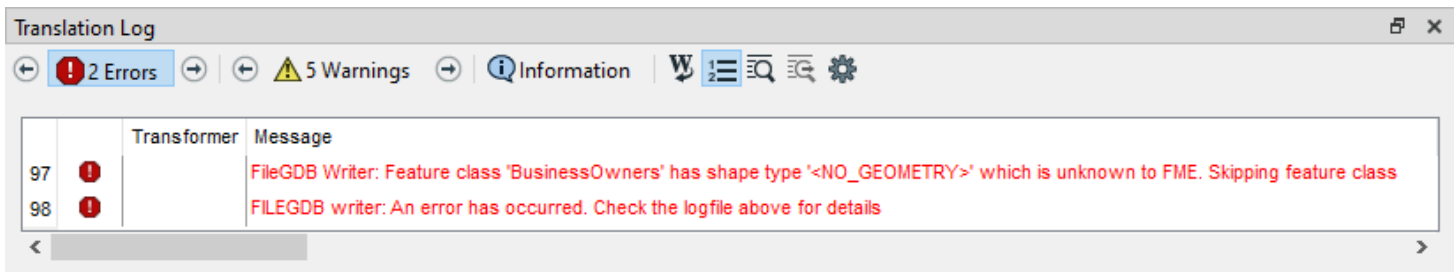 Translation Log
2 Errors 5 Warnings Information
Transformer Message
97 FileGDB Writer: Feature class 'BusinessOwners' has shape type '<NO_GEOMETRY>' which is unknown to FME. Skipping feature class
98 FILEGDB writer: An error has occurred. Check the logfile above for details